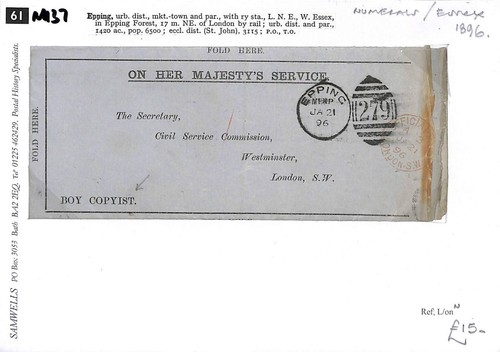 61 M37
Epping, urb. dist., mkt.-town and par., with ry sta., L. N. E., W. Essex,
in Epping Forest, 17 m. NE. of London by rail; urb. dist. and par.,
1420 ac., pop. 6500; eccl. dist. (St. John), 3115; P.O., T.O.
NUMERALS / ESSEX
1896.
FOLD HERE.
FOLD HERE.
ON HER MAJESTY'S SERVICE.
EPPING
JA 21
96
279
The Secretary,
Civil Service Commission,
Westminster,
London, S.W.
BOY COPYIST.
SAMWELLS PO Box: 3053 Bath BA2 2EQ. Tel 01225 462429. Postal History Specialists.
Ref, L/on N
£15-